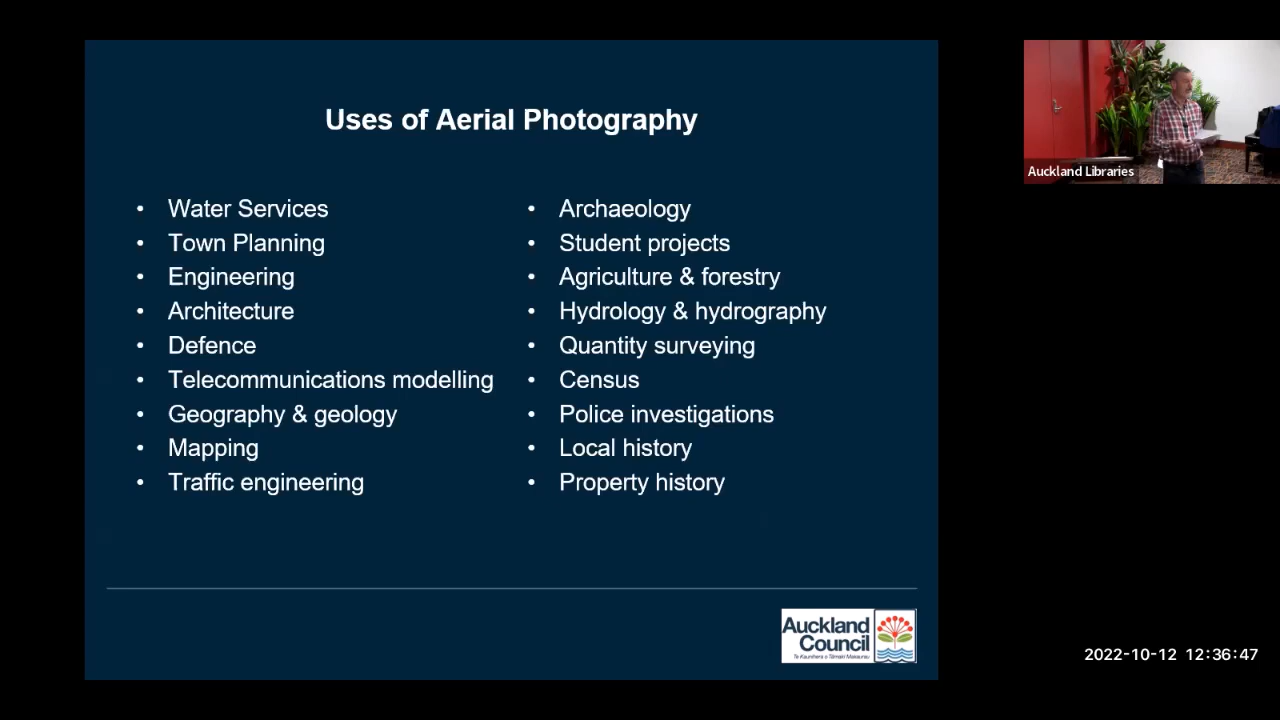 Uses of Aerial Photography
• Water Services
• Town Planning
• Engineering
• Architecture
• Defence
• Telecommunications modelling
• Geography & geology
• Mapping
• Traffic engineering
• Archaeology
• Student projects
• Agriculture & forestry
• Hydrology & hydrography
• Quantity surveying
• Census
• Police investigations
• Local history
• Property history
Auckland
Council
Te Kaunihera o Tāmaki Makaurau
Auckland Libraries
2022-10-12 12:36:47